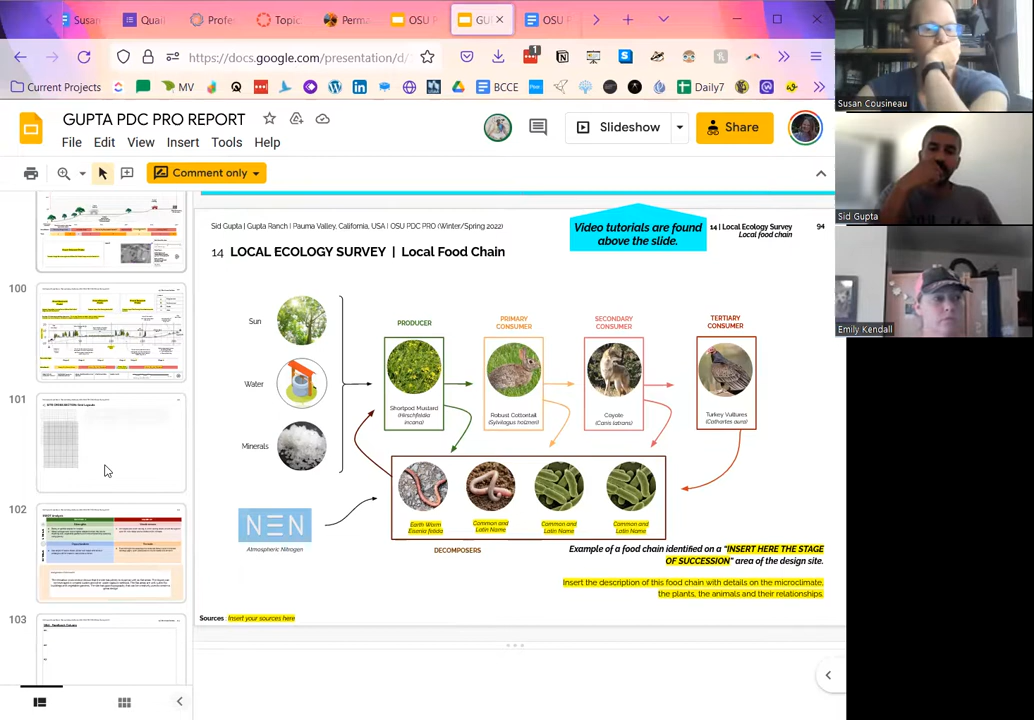 Susan
Quail
Profe
Topic
Perma
OSU P
GU
OSU P
https://docs.google.com/presentation/d/
1
Current Projects
MV
BCCE
Daily7
GUPTA PDC PRO REPORT
File Edit View Insert Tools Help
Slideshow
Share
Comment only
100
101
102
103
Sid Gupta | Gupta Ranch | Pauma Valley, California, USA | OSU PDC PRO (Winter/Spring 2022)
Video tutorials are found
above the slide.
14 | Local Ecology Survey 94
Local food chain
14 LOCAL ECOLOGY SURVEY | Local Food Chain
Sun
Water
Minerals
PRODUCER
PRIMARY
CONSUMER
SECONDARY
CONSUMER
TERTIARY
CONSUMER
Shortpod Mustard
(Hirschfeldia
incana)
Robust Cottontail
(Sylvilagus holzneri)
Coyote
(Canis latrans)
Turkey Vultures
(Cathartes aura)
NEN
Atmospheric Nitrogen
Earth Warm
Eisenia fetida
Common and
Latin Name
Common and
Latin Name
Common and
Latin Name
DECOMPOSERS
Example of a food chain identified on a "INSERT HERE THE STAGE
OF SUCCESSION" area of the design site.
Insert the description of this food chain with details on the microclimate,
the plants, the animals and their relationships.
Sources : Insert your sources here
Susan Cousineau
Sid Gupta
Emily Kendall